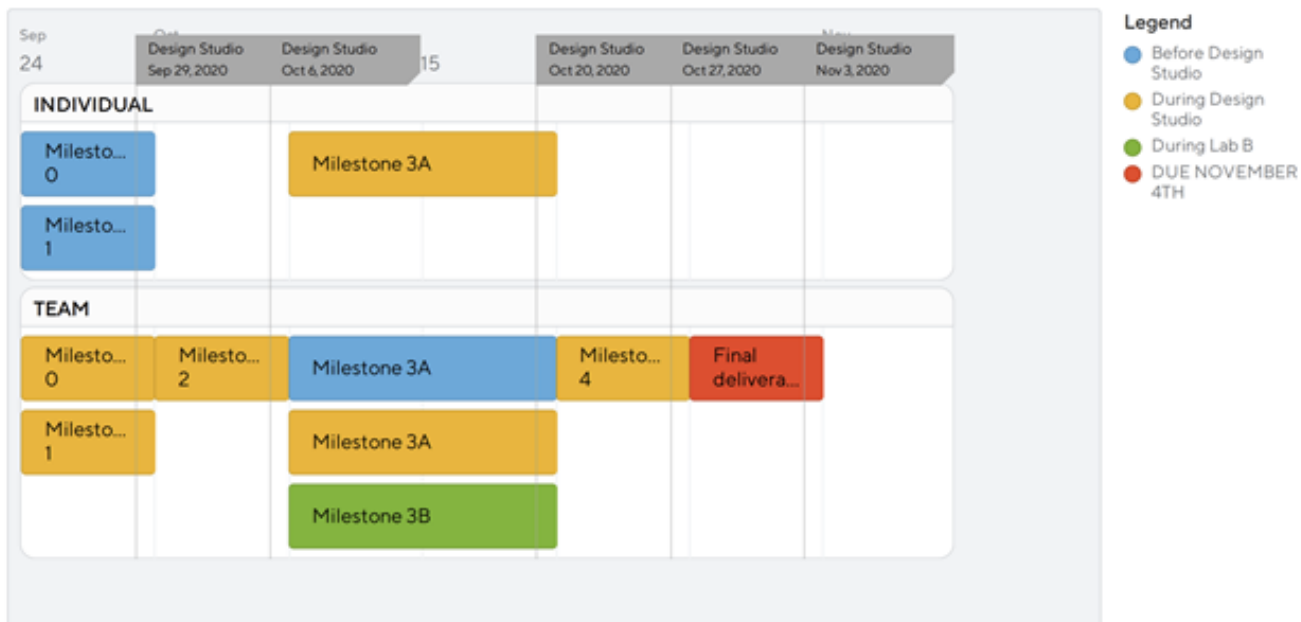 Sep
Oct
Nov
24
15
Design Studio
Sep 29, 2020
Design Studio
Oct 6, 2020
Design Studio
Oct 20, 2020
Design Studio
Oct 27, 2020
Design Studio
Nov 3, 2020
INDIVIDUAL
Milesto...
0
Milestone 3A
Milesto...
1
TEAM
Milesto...
0
Milesto...
2
Milestone 3A
Milesto...
4
Final
delivera...
Milesto...
1
Milestone 3A
Milestone 3B
Legend
Before Design
Studio
During Design
Studio
During Lab B
DUE NOVEMBER
4TH